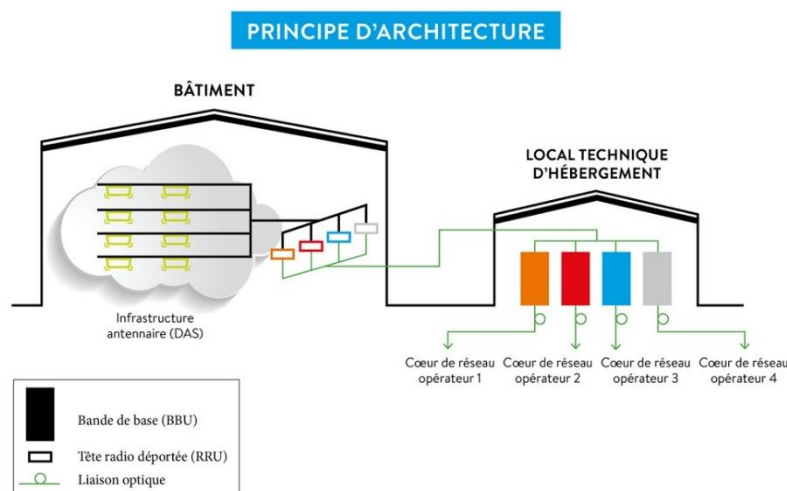 PRINCIPE D'ARCHITECTURE
BÂTIMENT
LOCAL TECHNIQUE
D'HÉBERGEMENT
Infrastructure
antennaire (DAS)
Cœur de réseau
opérateur 1
Cœur de réseau
opérateur 2
Cœur de réseau
opérateur 3
Cœur de réseau
opérateur 4
Bande de base (BBU)
Tête radio déportée (RRU)
Liaison optique